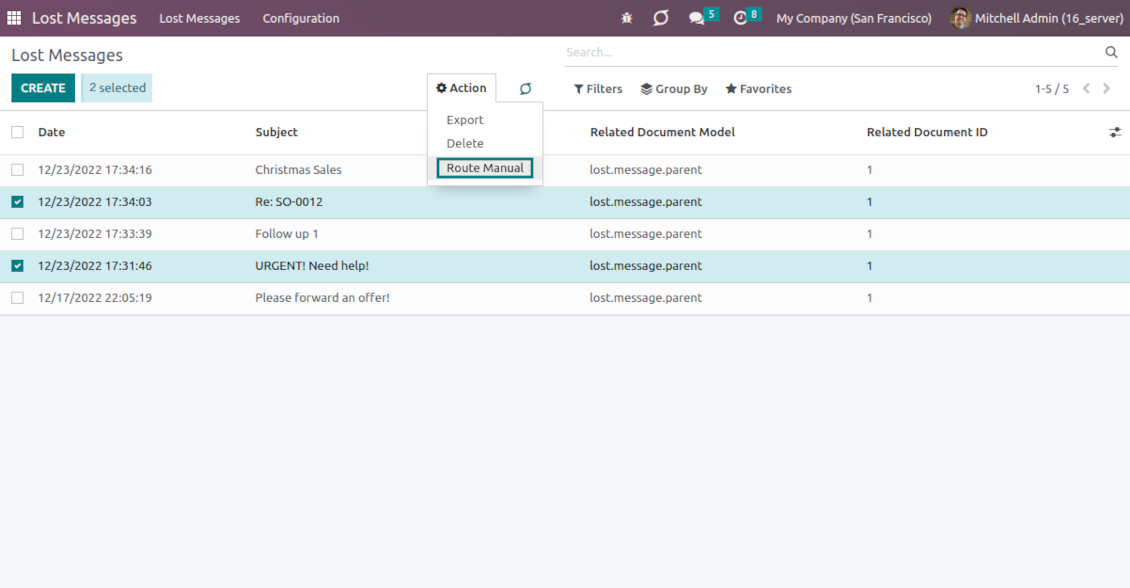 Lost Messages Lost Messages Configuration 5 8 My Company (San Francisco) Mitchell Admin (16_server)
Lost Messages
Search...
CREATE 2 selected Action Filters Group By Favorites 1-5 / 5
Export
Delete
Route Manual
Date Subject Related Document Model Related Document ID
12/23/2022 17:34:16 Christmas Sales lost.message.parent 1
12/23/2022 17:34:03 Re: SO-0012 lost.message.parent 1
12/23/2022 17:33:39 Follow up 1 lost.message.parent 1
12/23/2022 17:31:46 URGENT! Need help! lost.message.parent 1
12/17/2022 22:05:19 Please forward an offer! lost.message.parent 1